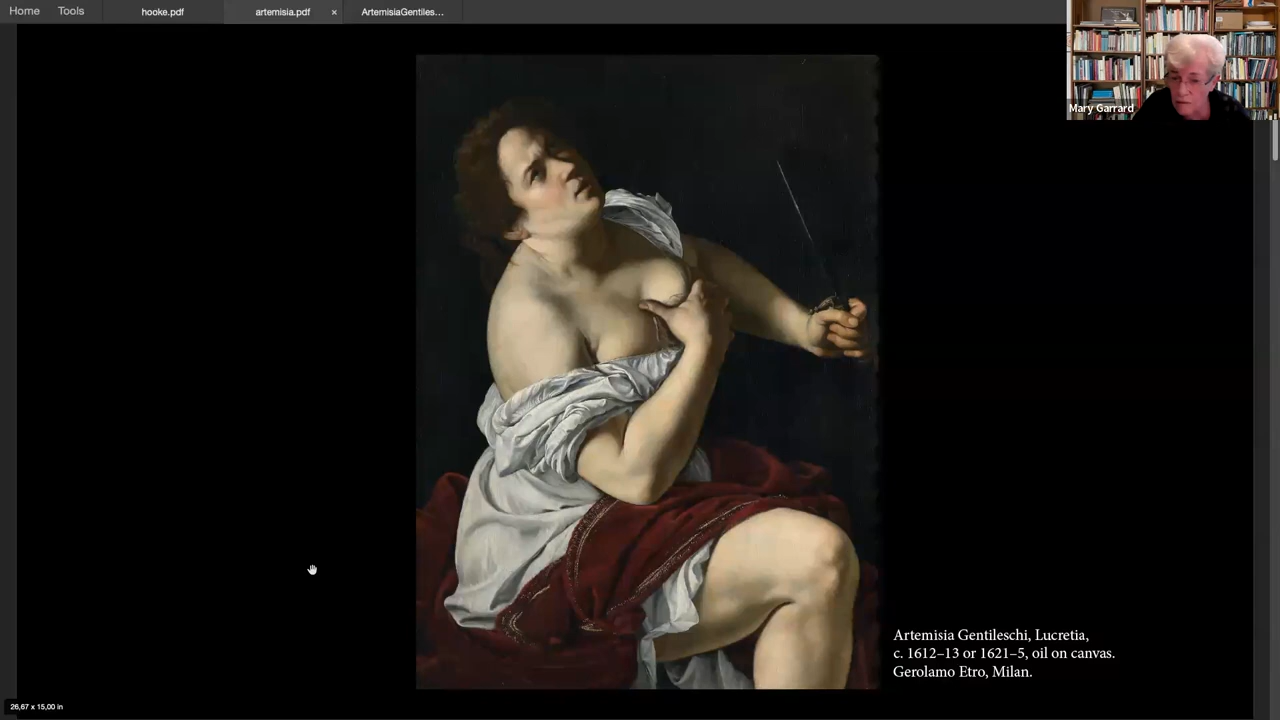 Home Tools hooke.pdf artemisia.pdf × ArtemisiaGentiles...
Mary Garrard
Artemisia Gentileschi, Lucretia,
c. 1612–13 or 1621–5, oil on canvas.
Gerolamo Etro, Milan.
26,67 x 15,00 in